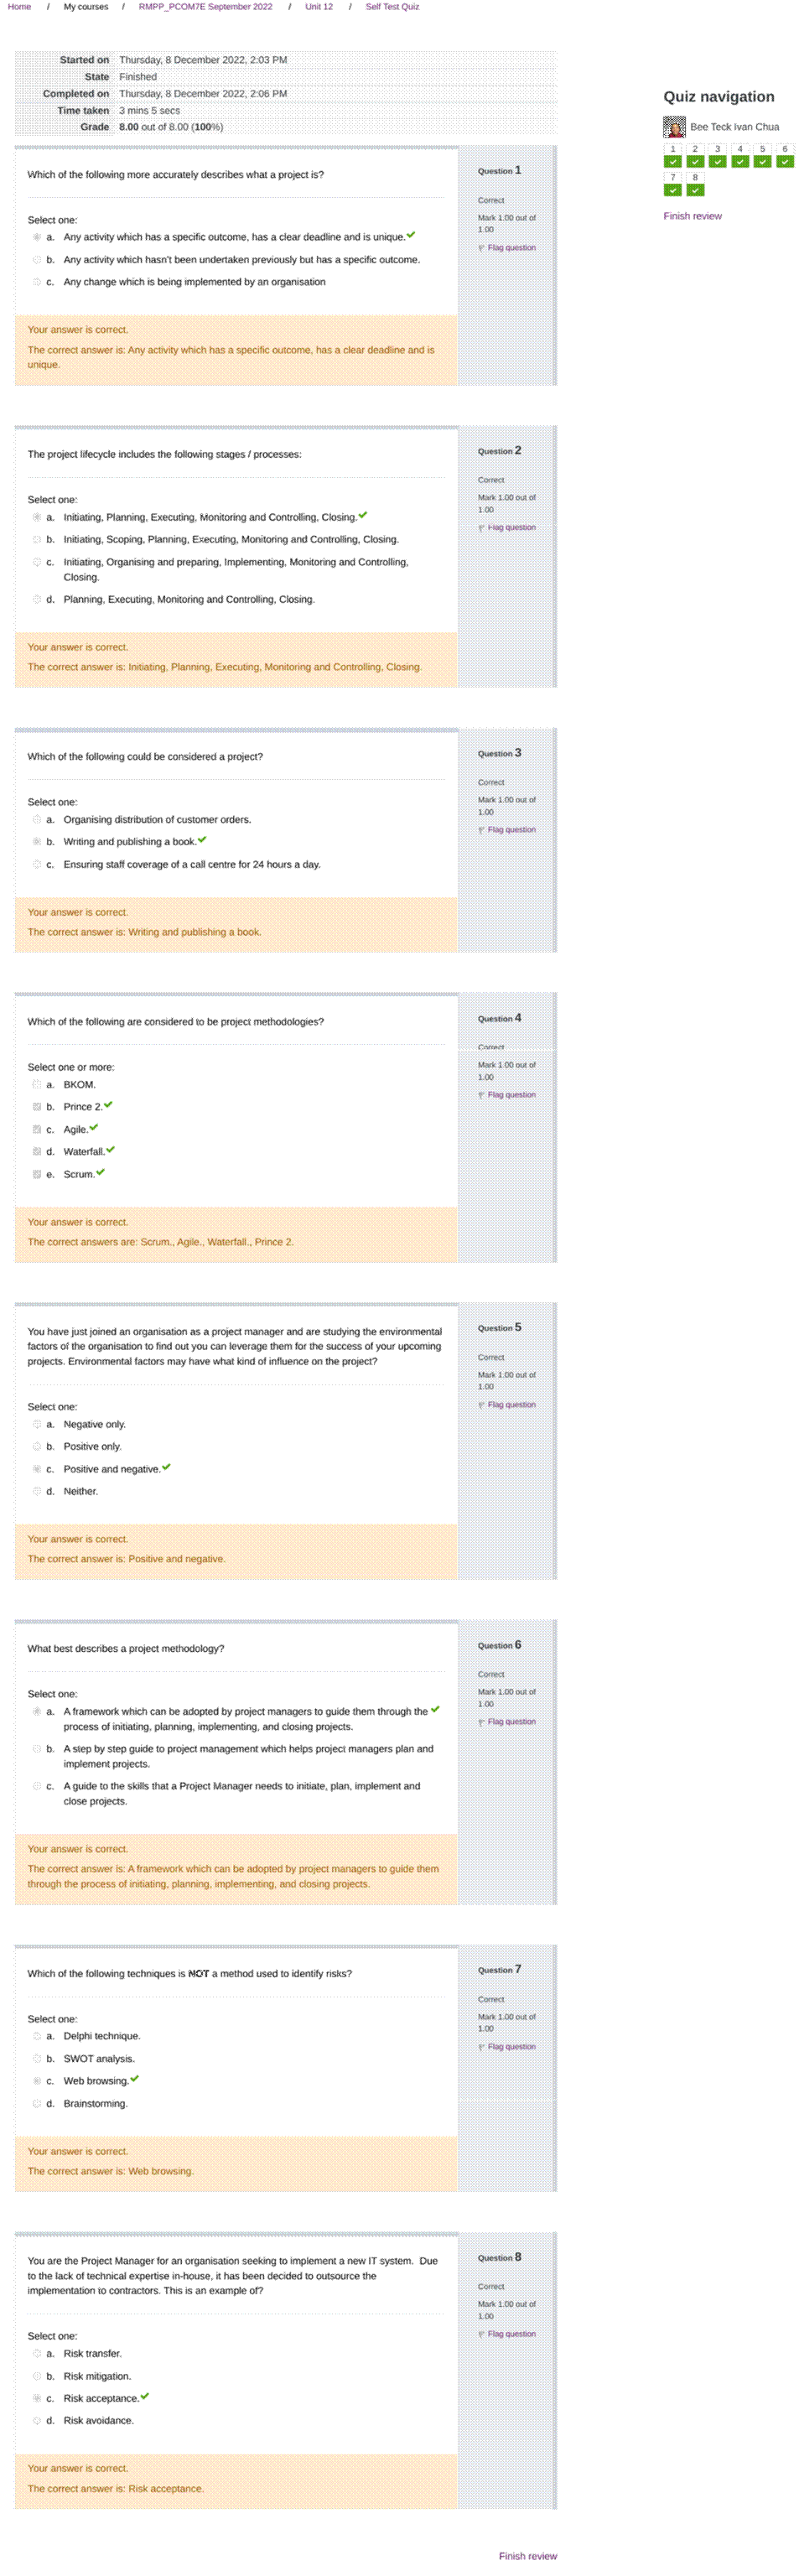 Home / My courses / RMPP_PCOM7E September 2022 / Unit 12 / Self Test Quiz
Started on Thursday, 8 December 2022, 2:03 PM
State Finished
Completed on Thursday, 8 December 2022, 2:06 PM
Time taken 3 mins 5 secs
Grade 8.00 out of 8.00 (100%)
Quiz navigation
Bee Teck Ivan Chua
1 2 3 4 5 6
7 8
Finish review
Question 1
Correct
Mark 1.00 out of
1.00
Flag question
Which of the following more accurately describes what a project is?
Select one:
a. Any activity which has a specific outcome, has a clear deadline and is unique.
b. Any activity which hasn't been undertaken previously but has a specific outcome.
c. Any change which is being implemented by an organisation
Your answer is correct.
The correct answer is: Any activity which has a specific outcome, has a clear deadline and is
unique.
Question 2
Correct
Mark 1.00 out of
1.00
Flag question
The project lifecycle includes the following stages / processes:
Select one:
a. Initiating, Planning, Executing, Monitoring and Controlling, Closing.
b. Initiating, Scoping, Planning, Executing, Monitoring and Controlling, Closing.
c. Initiating, Organising and preparing, Implementing, Monitoring and Controlling,
Closing.
d. Planning, Executing, Monitoring and Controlling, Closing.
Your answer is correct.
The correct answer is: Initiating, Planning, Executing, Monitoring and Controlling, Closing.
Question 3
Correct
Mark 1.00 out of
1.00
Flag question
Which of the following could be considered a project?
Select one:
a. Organising distribution of customer orders.
b. Writing and publishing a book.
c. Ensuring staff coverage of a call centre for 24 hours a day.
Your answer is correct.
The correct answer is: Writing and publishing a book.
Question 4
Correct
Mark 1.00 out of
1.00
Flag question
Which of the following are considered to be project methodologies?
Select one or more:
a. BKOM.
b. Prince 2.
c. Agile.
d. Waterfall.
e. Scrum.
Your answer is correct.
The correct answers are: Scrum., Agile., Waterfall., Prince 2.
Question 5
Correct
Mark 1.00 out of
1.00
Flag question
You have just joined an organisation as a project manager and are studying the environmental
factors of the organisation to find out you can leverage them for the success of your upcoming
projects. Environmental factors may have what kind of influence on the project?
Select one:
a. Negative only.
b. Positive only.
c. Positive and negative.
d. Neither.
Your answer is correct.
The correct answer is: Positive and negative.
Question 6
Correct
Mark 1.00 out of
1.00
Flag question
What best describes a project methodology?
Select one:
a. A framework which can be adopted by project managers to guide them through the
process of initiating, planning, implementing, and closing projects.
b. A step by step guide to project management which helps project managers plan and
implement projects.
c. A guide to the skills that a Project Manager needs to initiate, plan, implement and
close projects.
Your answer is correct.
The correct answer is: A framework which can be adopted by project managers to guide them
through the process of initiating, planning, implementing, and closing projects.
Question 7
Correct
Mark 1.00 out of
1.00
Flag question
Which of the following techniques is NOT a method used to identify risks?
Select one:
a. Delphi technique.
b. SWOT analysis.
c. Web browsing.
d. Brainstorming.
Your answer is correct.
The correct answer is: Web browsing.
Question 8
Correct
Mark 1.00 out of
1.00
Flag question
You are the Project Manager for an organisation seeking to implement a new IT system. Due
to the lack of technical expertise in-house, it has been decided to outsource the
implementation to contractors. This is an example of?
Select one:
a. Risk transfer.
b. Risk mitigation.
c. Risk acceptance.
d. Risk avoidance.
Your answer is correct.
The correct answer is: Risk acceptance.
Finish review